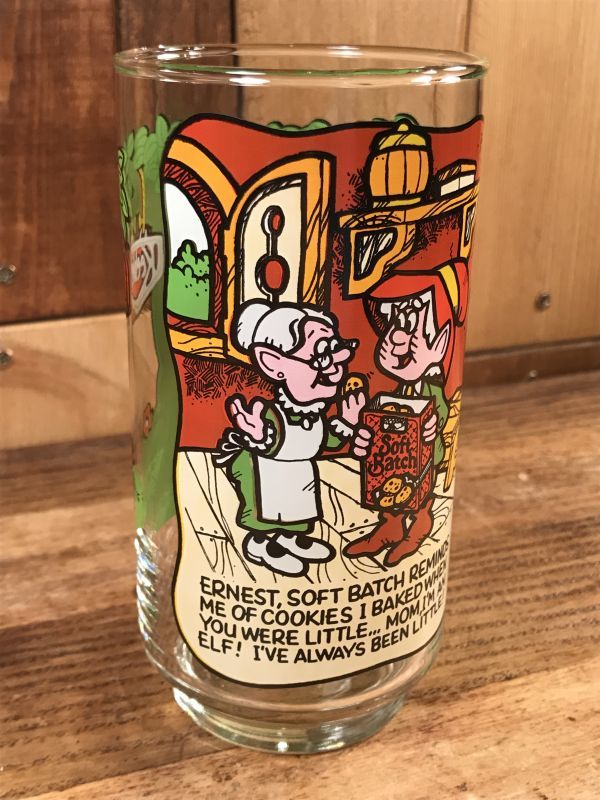 Soft
Batch
ERNEST, SOFT BATCH REMINDS
ME OF COOKIES I BAKED WHEN
YOU WERE LITTLE... MOM, I'M AN
ELF! I'VE ALWAYS BEEN LITTLE.